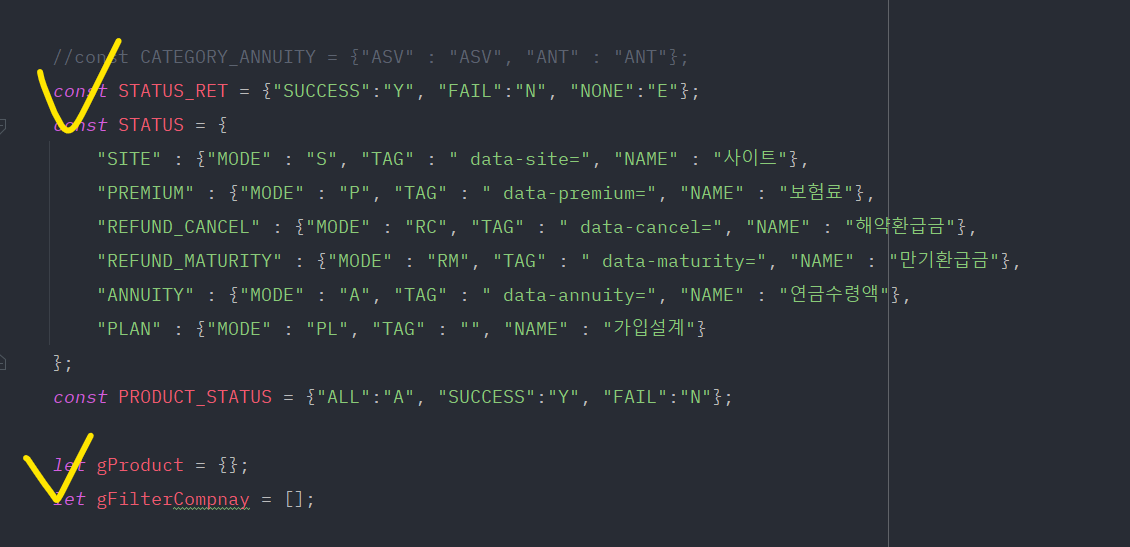 //const CATEGORY_ANNUITY = {"ASV" : "ASV", "ANT" : "ANT"};
const STATUS_RET = {"SUCCESS":"Y", "FAIL":"N", "NONE":"E"};
const STATUS = {
    "SITE" : {"MODE" : "S", "TAG" : " data-site=", "NAME" : "사이트"},
    "PREMIUM" : {"MODE" : "P", "TAG" : " data-premium=", "NAME" : "보험료"},
    "REFUND_CANCEL" : {"MODE" : "RC", "TAG" : " data-cancel=", "NAME" : "해약환급금"},
    "REFUND_MATURITY" : {"MODE" : "RM", "TAG" : " data-maturity=", "NAME" : "만기환급금"},
    "ANNUITY" : {"MODE" : "A", "TAG" : " data-annuity=", "NAME" : "연금수령액"},
    "PLAN" : {"MODE" : "PL", "TAG" : "", "NAME" : "가입설계"}
};
const PRODUCT_STATUS = {"ALL":"A", "SUCCESS":"Y", "FAIL":"N"};
let gProduct = {};
let gFilterCompnay = [];